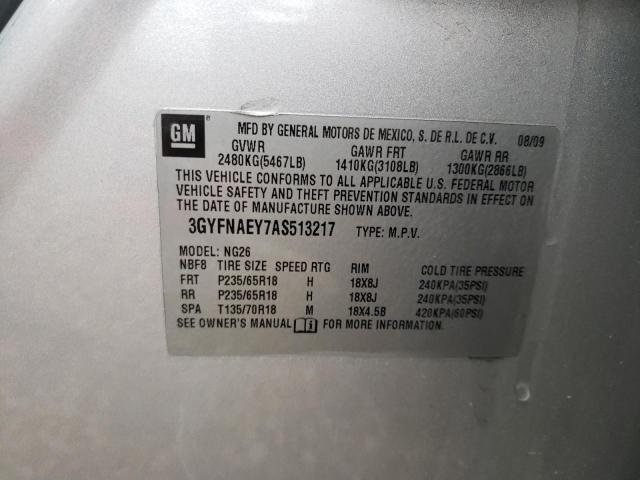 GM ®
MFD BY GENERAL MOTORS DE MEXICO, S. DE R.L. DE C.V. 08/09
GVWR GAWR FRT GAWR RR
2480KG(5467LB) 1410KG(3108LB) 1300KG(2866LB)
THIS VEHICLE CONFORMS TO ALL APPLICABLE U.S. FEDERAL MOTOR
VEHICLE SAFETY AND THEFT PREVENTION STANDARDS IN EFFECT ON
THE DATE OF MANUFACTURE SHOWN ABOVE.
3GYFNAEY7AS513217 TYPE: M.P.V.
MODEL: NG26
NBF8 TIRE SIZE SPEED RTG RIM COLD TIRE PRESSURE
FRT P235/65R18 H 18X8J 240KPA(35PSI)
RR P235/65R18 H 18X8J 240KPA(35PSI)
SPA T135/70R18 M 18X4.5B 420KPA(60PSI)
SEE OWNER'S MANUAL FOR MORE INFORMATION.